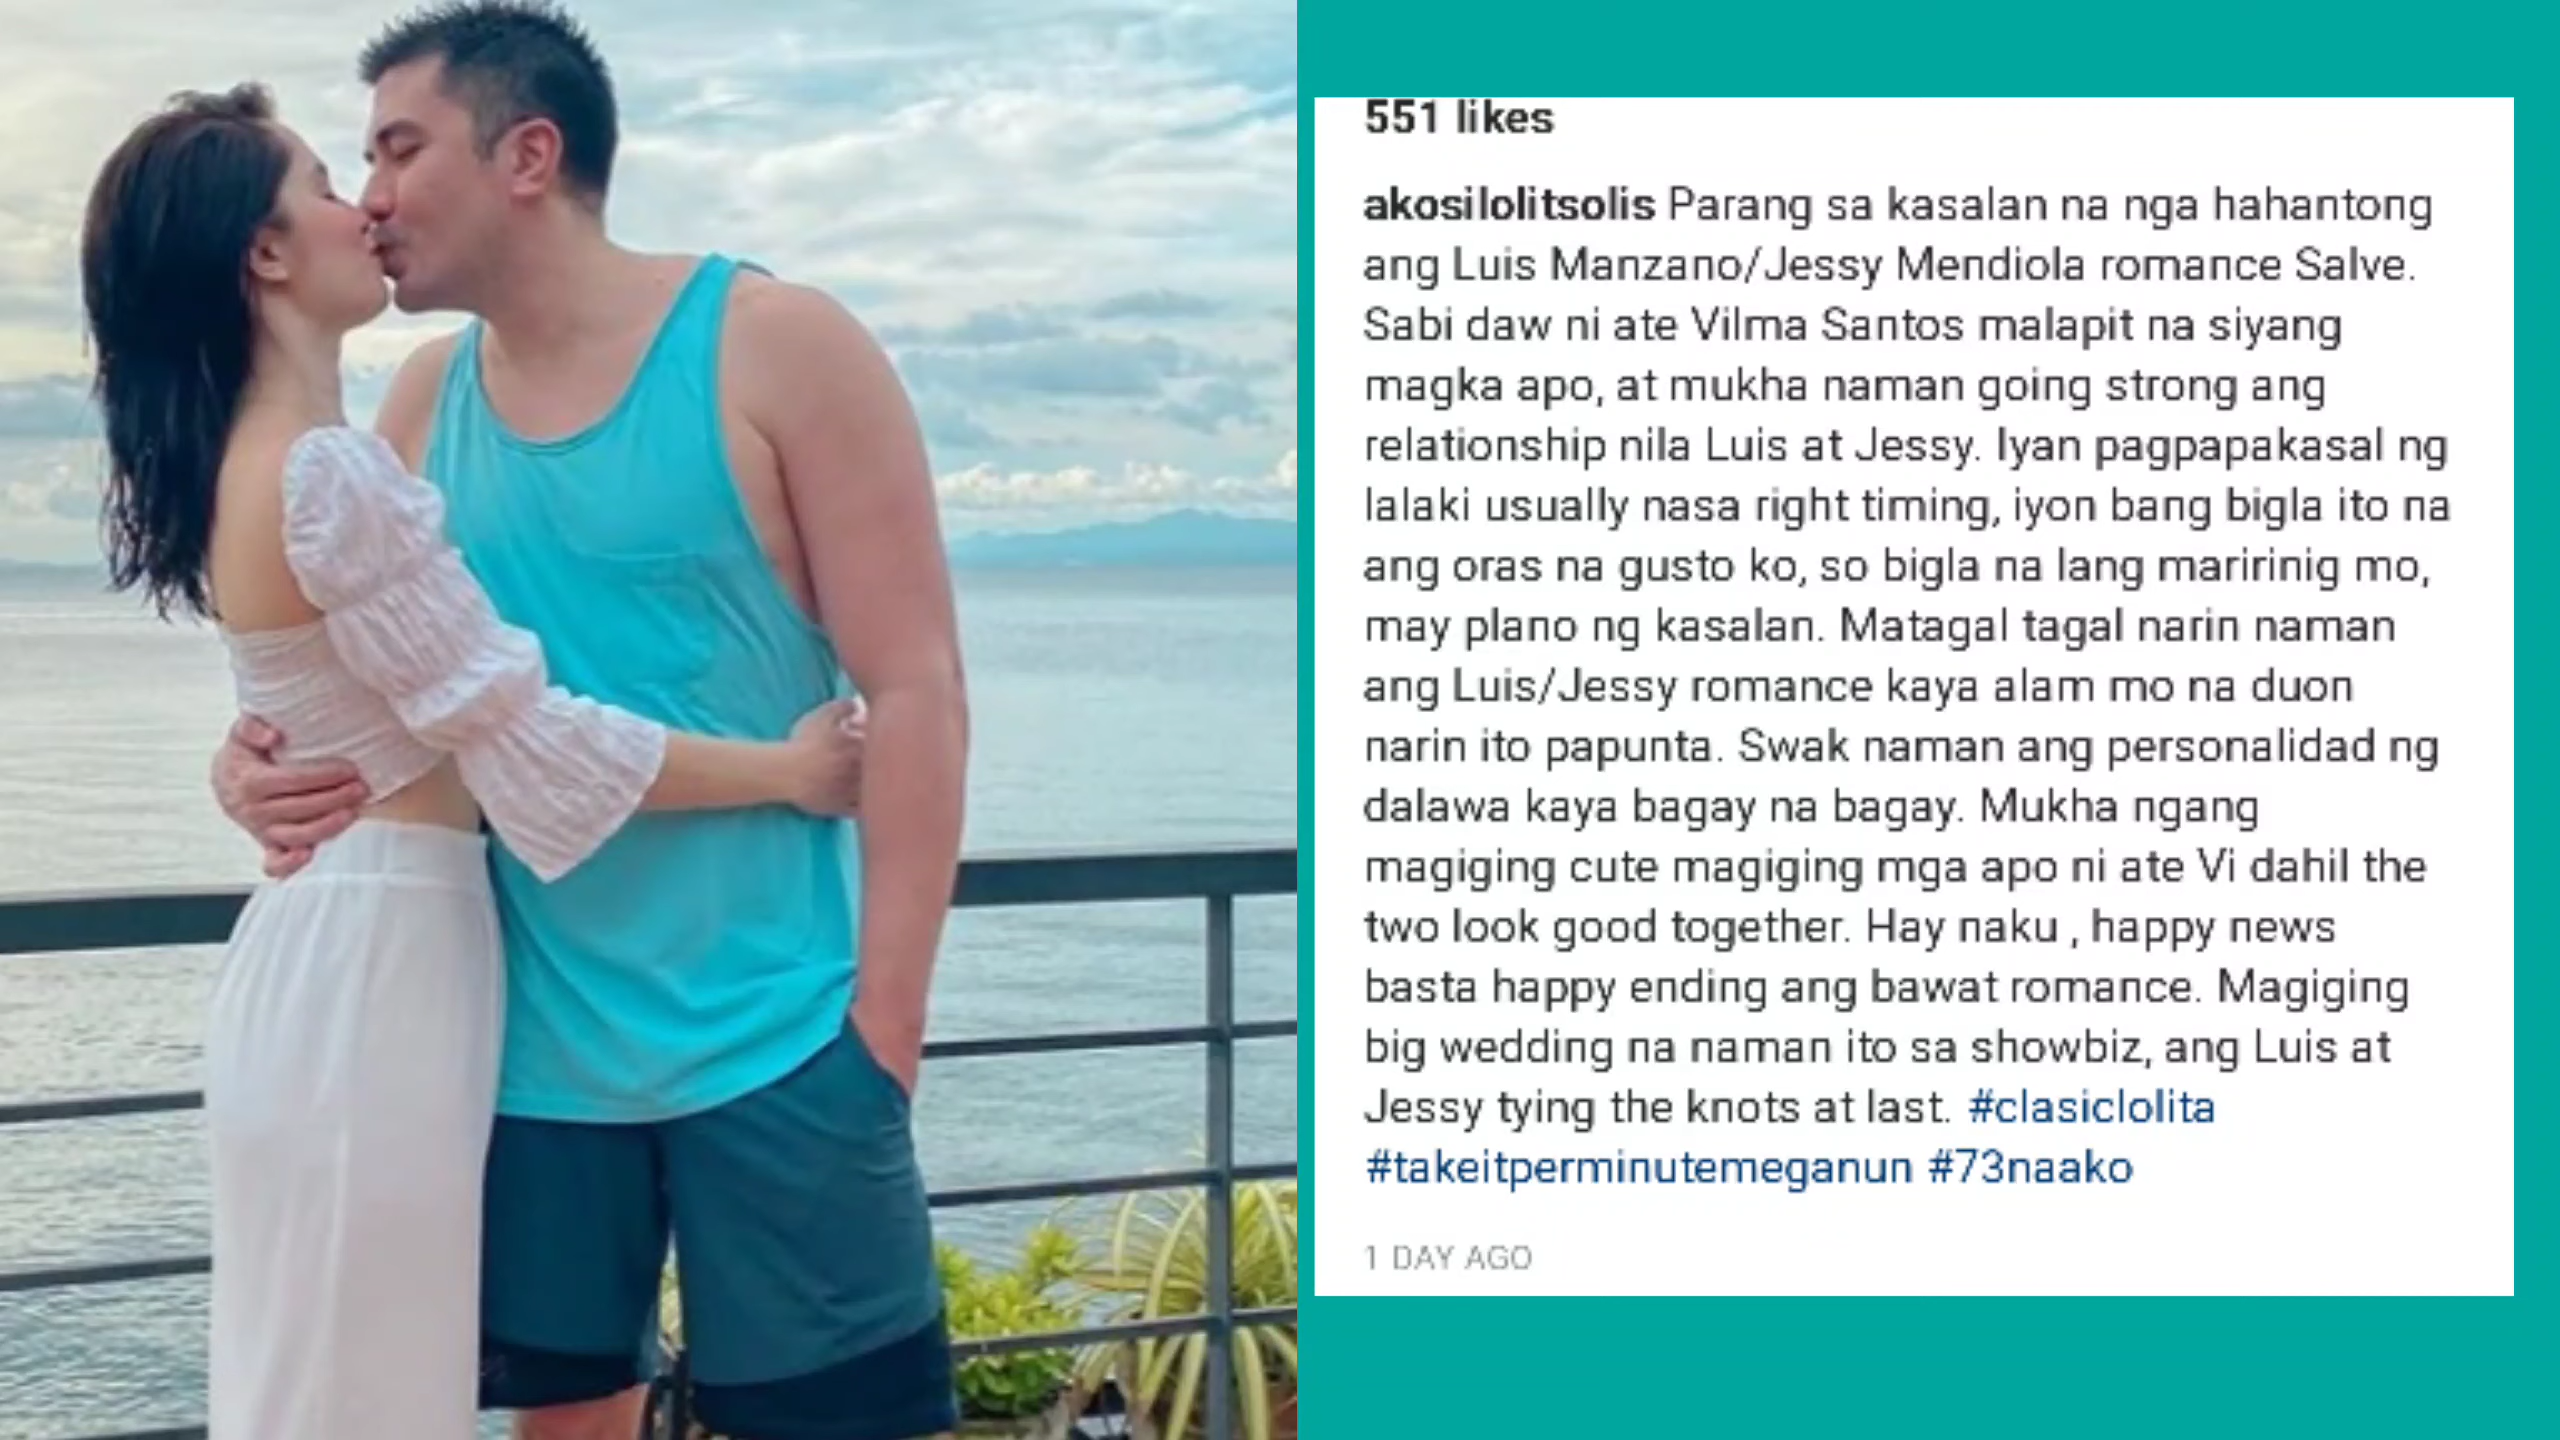 551 likes
akosilolitsolis Parang sa kasalan na nga hahantong
ang Luis Manzano/Jessy Mendiola romance Salve.
Sabi daw ni ate Vilma Santos malapit na siyang
magka apo, at mukha naman going strong ang
relationship nila Luis at Jessy. Iyan pagpapakasal ng
lalaki usually nasa right timing, iyon bang bigla ito na
ang oras na gusto ko, so bigla na lang maririnig mo,
may plano ng kasalan. Matagal tagal narin naman
ang Luis/Jessy romance kaya alam mo na duon
narin ito papunta. Swak naman ang personalidad ng
dalawa kaya bagay na bagay. Mukha ngang
magiging cute magiging mga apo ni ate Vi dahil the
two look good together. Hay naku , happy news
basta happy ending ang bawat romance. Magiging
big wedding na naman ito sa showbiz, ang Luis at
Jessy tying the knots at last. #clasiclolita
#takeitperminutemeganun #73naako
1 DAY AGO